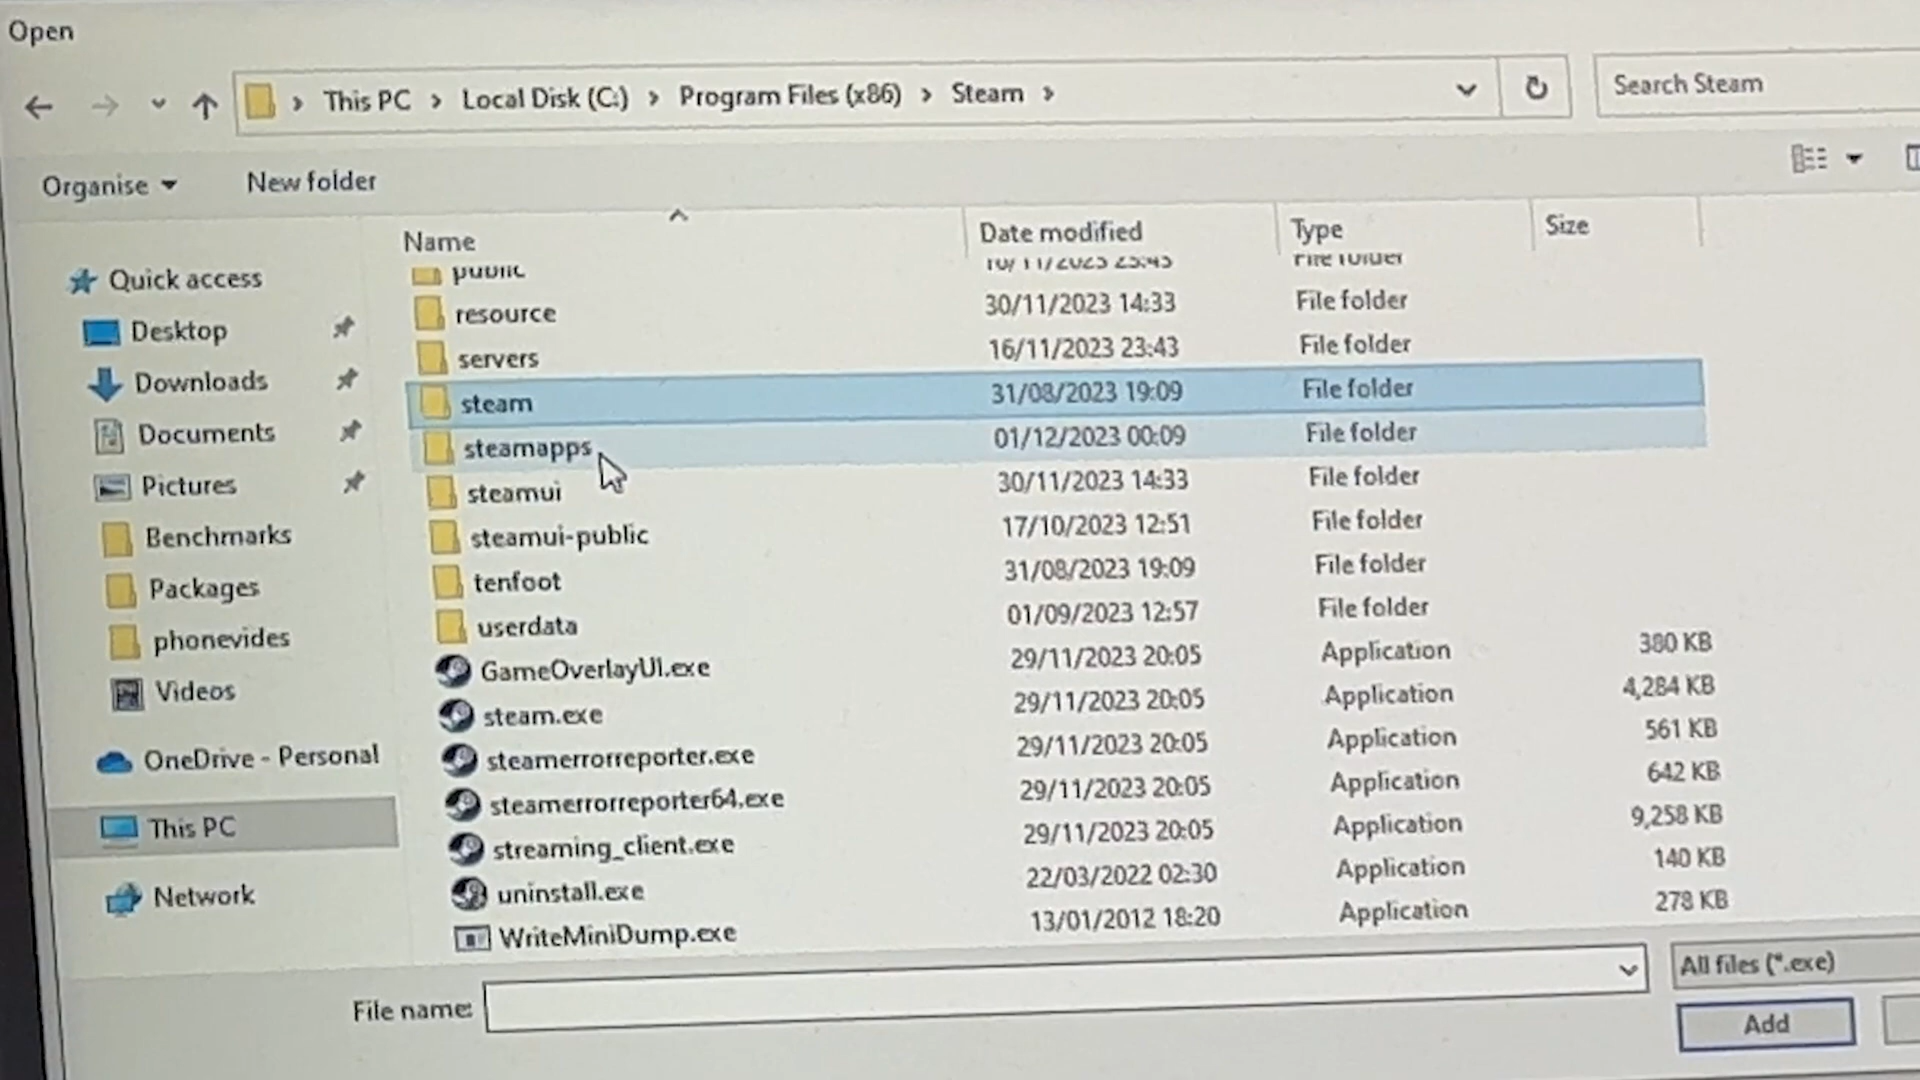 Open
This PC > Local Disk (C:) > Program Files (x86) > Steam >
Search Steam
Organise
New folder
Name Date modified Type Size
public 23:43 File folder
resource 30/11/2023 14:33 File folder
servers 16/11/2023 23:43 File folder
steam 31/08/2023 19:09 File folder
steamapps 01/12/2023 00:09 File folder
steamui 30/11/2023 14:33 File folder
steamui-public 17/10/2023 12:51 File folder
tenfoot 31/08/2023 19:09 File folder
userdata 01/09/2023 12:57 File folder
GameOverlayUI.exe 29/11/2023 20:05 Application 380 KB
steam.exe 29/11/2023 20:05 Application 4,284 KB
steamerrorreporter.exe 29/11/2023 20:05 Application 561 KB
steamerrorreporter64.exe 29/11/2023 20:05 Application 642 KB
streaming_client.exe 29/11/2023 20:05 Application 9,258 KB
uninstall.exe 22/03/2022 02:30 Application 140 KB
WriteMiniDump.exe 13/01/2012 18:20 Application 278 KB
Quick access
Desktop
Downloads
Documents
Pictures
Benchmarks
Packages
phonevides
Videos
OneDrive - Personal
This PC
Network
File name:
All files (*.exe)
Add